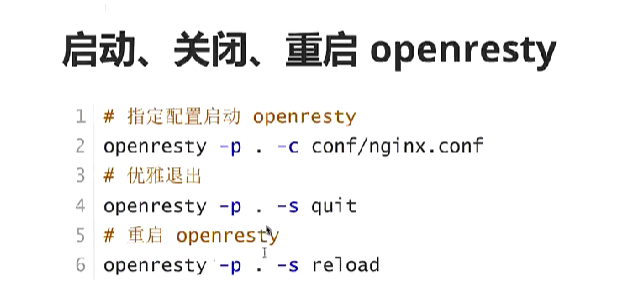 启动、关闭、重启 openresty
1 # 指定配置启动 openresty
2 openresty -p . -c conf/nginx.conf
3 # 优雅退出
4 openresty -p . -s quit
5 # 重启 openresty
6 openresty -p . -s reload